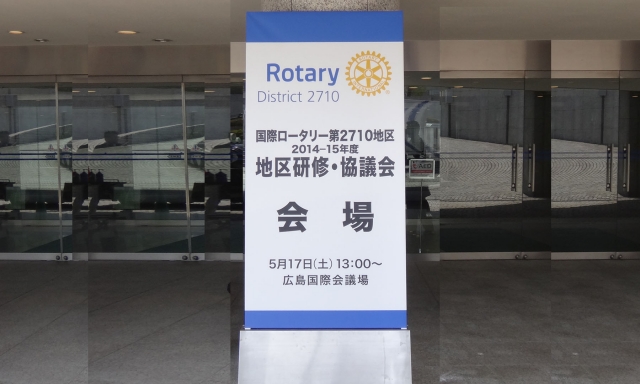 Rotary
District 2710
国際ロータリー第2710地区
2014−15年度
地区研修・協議会
会場
5月17日(土) 13:00〜
広島国際会議場